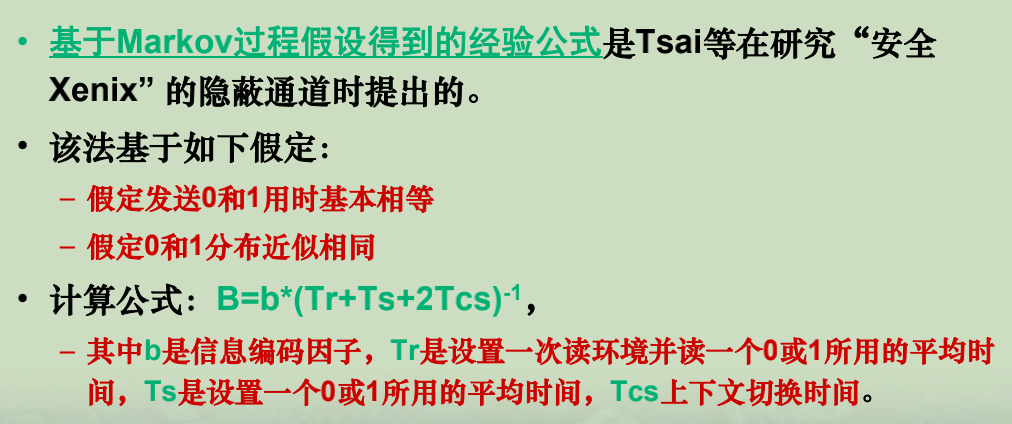 • 基于Markov过程假设得到的经验公式是Tsai等在研究“安全
Xenix” 的隐蔽通道时提出的。
• 该法基于如下假定:
– 假定发送0和1用时基本相等
– 假定0和1分布近似相同
• 计算公式: B=b*(Tr+Ts+2Tcs)-1,
– 其中b是信息编码因子, Tr是设置一次读环境并读一个0或1所用的平均时
间, Ts是设置一个0或1所用的平均时间, Tcs上下文切换时间。